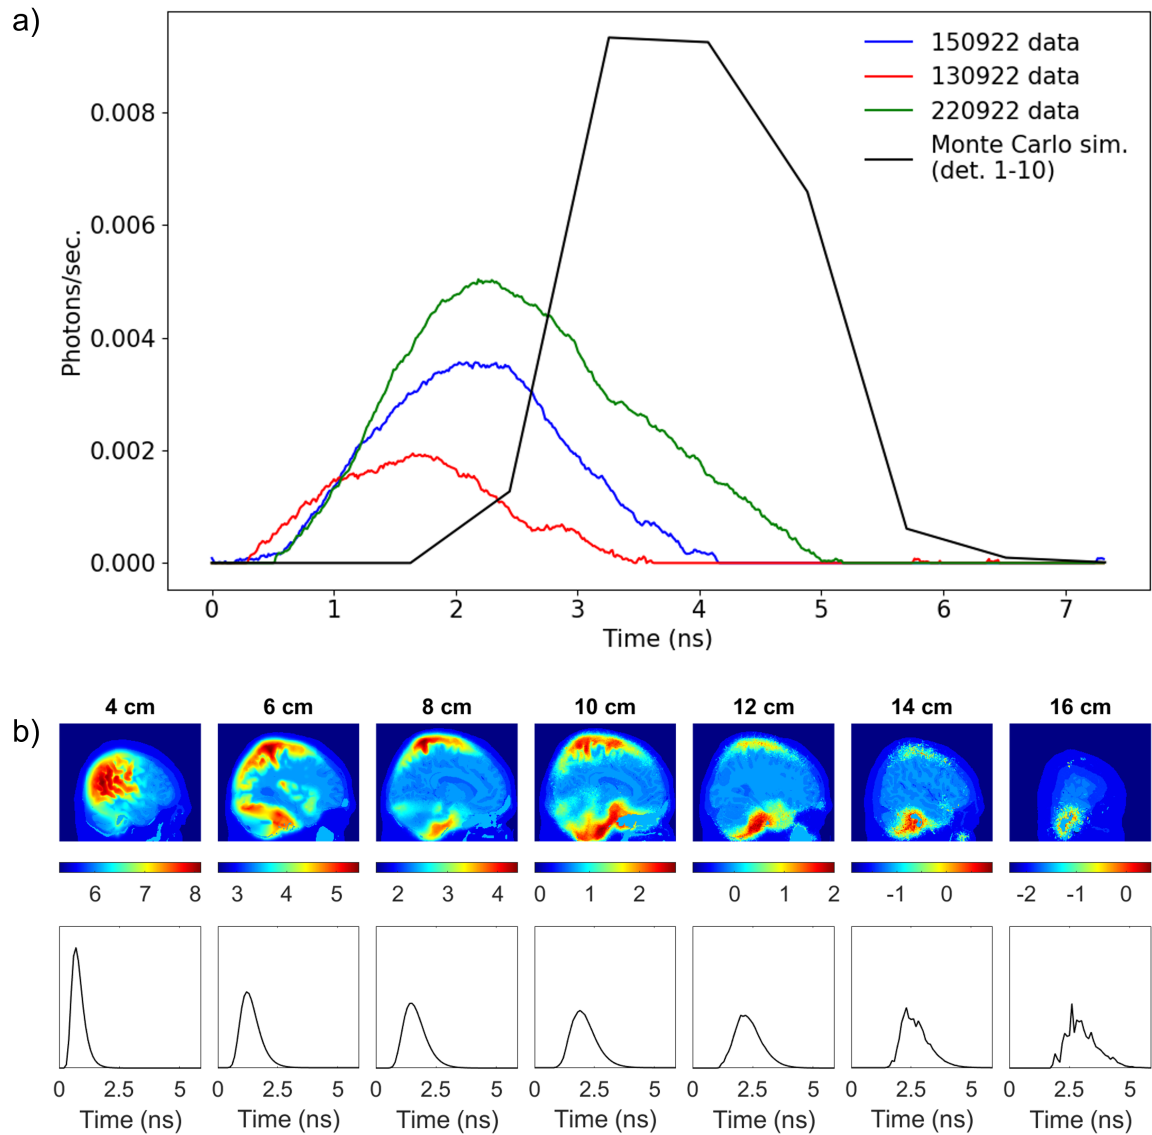 a)
150922 data
130922 data
220922 data
Monte Carlo sim.
(det. 1-10)
0.008
0.006
0.004
0.002
0.000
Photons/sec.
0 1 2 3 4 5 6 7
Time (ns)
b)
4 cm 6 cm 8 cm 10 cm 12 cm 14 cm 16 cm
6 7 8 3 4 5 2 3 4 0 1 2 0 1 2 -1 0 -2 -1 0
0 2.5 5 0 2.5 5 0 2.5 5 0 2.5 5 0 2.5 5 0 2.5 5 0 2.5 5
Time (ns) Time (ns) Time (ns) Time (ns) Time (ns) Time (ns) Time (ns)